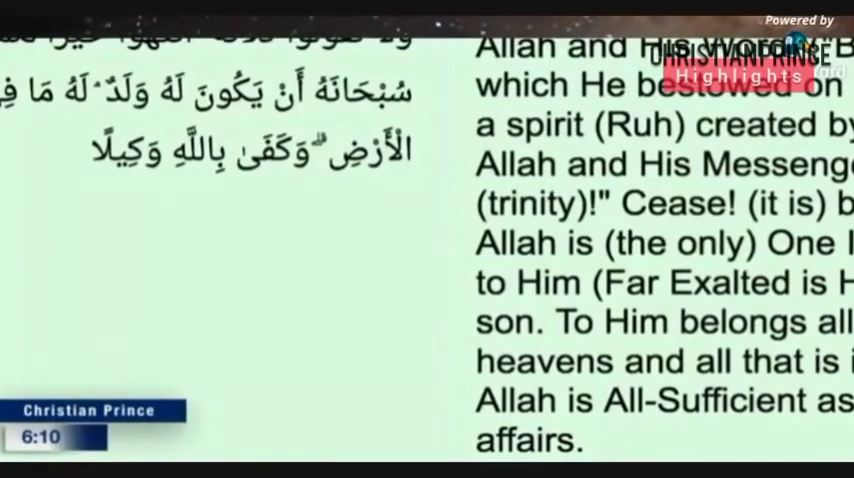 Powered by
CHRISTIANPRINCE
Highlights
سُبْحَانَهُ أَنْ يَكُونَ لَهُ وَلَدٌ ۘ لَهُ مَا فِي
الْأَرْضِ ۗ وَكَفَىٰ بِاللَّهِ وَكِيلًا
Allah and His Word, ("B
which He bestowed on
a spirit (Ruh) created by
Allah and His Messenge
(trinity)!" Cease! (it is) b
Allah is (the only) One I
to Him (Far Exalted is H
son. To Him belongs all
heavens and all that is i
Allah is All-Sufficient as
affairs.
Christian Prince
6:10